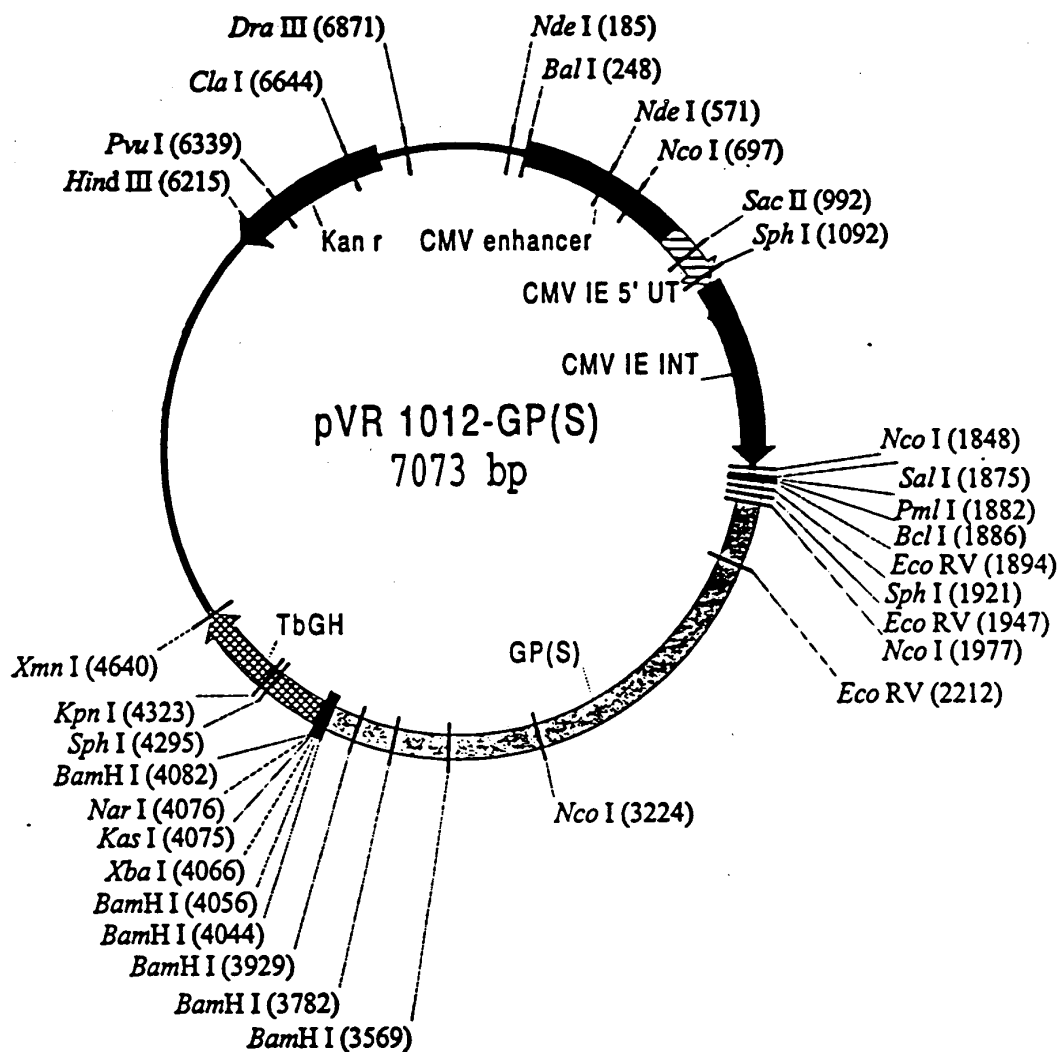 Dra III (6871)
Nde I (185)
Bal I (248)
Cla I (6644)
Nde I (571)
Nco I (697)
Pvu I (6339)
Hind III (6215)
Sac II (992)
Sph I (1092)
Kan r
CMV enhancer
CMV IE 5' UT
CMV IE INT
pVR 1012-GP(S)
7073 bp
Nco I (1848)
Sal I (1875)
Pml I (1882)
Bcl I (1886)
Eco RV (1894)
Sph I (1921)
Eco RV (1947)
Nco I (1977)
Eco RV (2212)
TbGH
GP(S)
Xmn I (4640)
Kpn I (4323)
Sph I (4295)
BamH I (4082)
Nar I (4076)
Kas I (4075)
Xba I (4066)
BamH I (4056)
BamH I (4044)
BamH I (3929)
BamH I (3782)
BamH I (3569)
Nco I (3224)